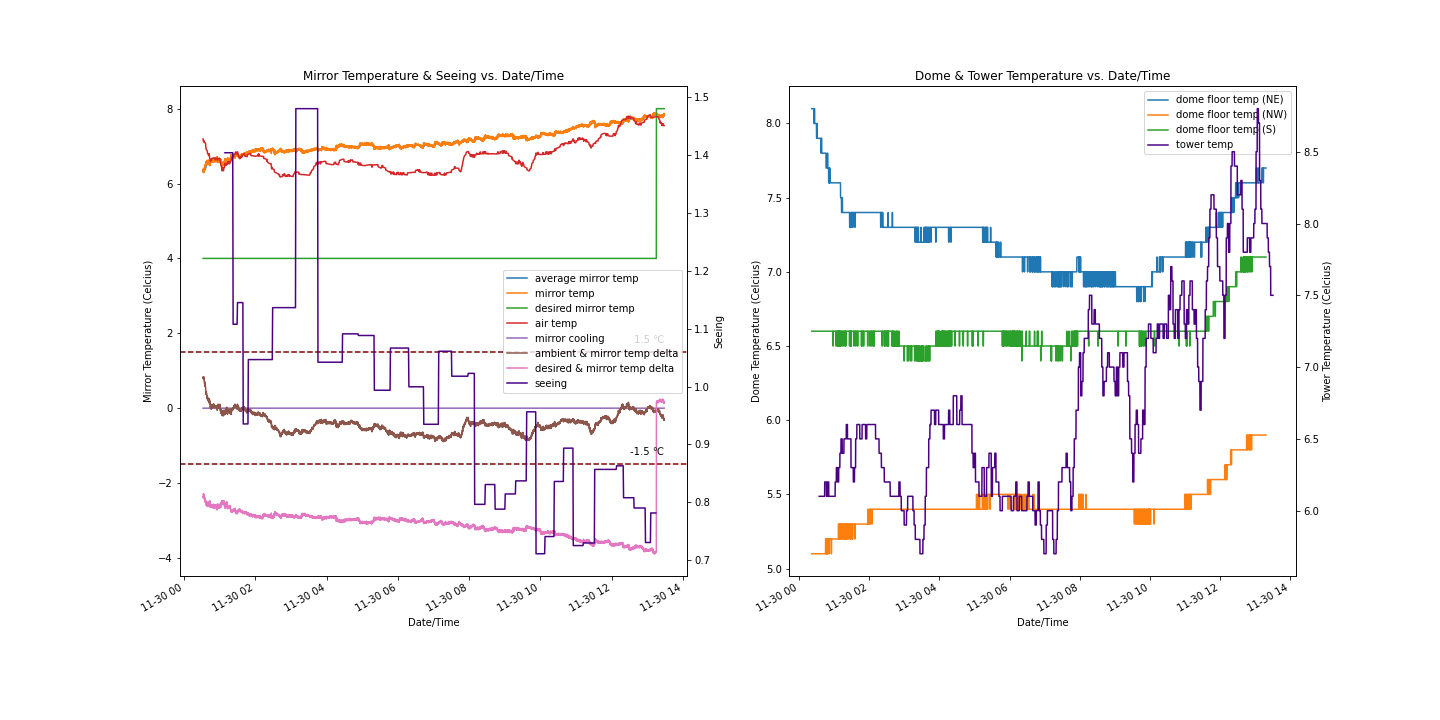 Mirror Temperature & Seeing vs. Date/Time
Mirror Temperature (Celcius)
8
6
4
2
0
−2
−4
1.5
1.4
1.3
1.2
1.1
1.0
0.9
0.8
0.7
Seeing
average mirror temp
mirror temp
desired mirror temp
air temp
mirror cooling
ambient & mirror temp delta
desired & mirror temp delta
seeing
1.5 °C
-1.5 °C
11-30 00
11-30 02
11-30 04
11-30 06
11-30 08
11-30 10
11-30 12
11-30 14
Date/Time
Dome & Tower Temperature vs. Date/Time
Dome Temperature (Celcius)
8.0
7.5
7.0
6.5
6.0
5.5
5.0
dome floor temp (NE)
dome floor temp (NW)
dome floor temp (S)
tower temp
8.5
8.0
7.5
7.0
6.5
6.0
Tower Temperature (Celcius)
11-30 00
11-30 02
11-30 04
11-30 06
11-30 08
11-30 10
11-30 12
11-30 14
Date/Time